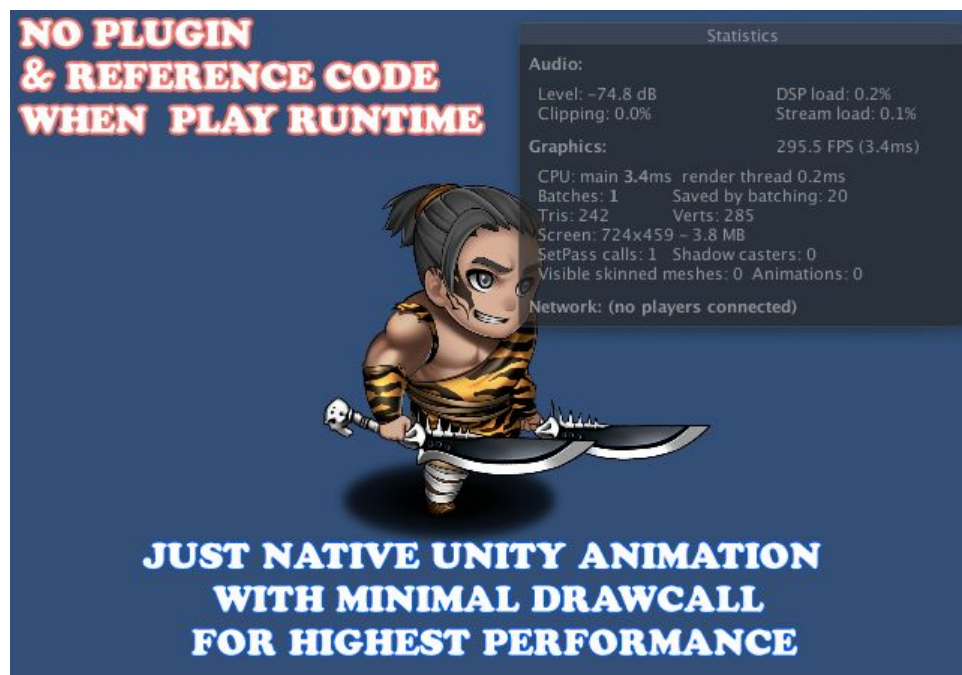 NO PLUGIN
& REFERENCE CODE
WHEN PLAY RUNTIME
Statistics
Audio:
Level: -74.8 dB DSP load: 0.2%
Clipping: 0.0% Stream load: 0.1%
Graphics: 295.5 FPS (3.4ms)
CPU: main 3.4ms render thread 0.2ms
Batches: 1 Saved by batching: 20
Tris: 242 Verts: 285
Screen: 724x459 - 3.8 MB
SetPass calls: 1 Shadow casters: 0
Visible skinned meshes: 0 Animations: 0
Network: (no players connected)
JUST NATIVE UNITY ANIMATION
WITH MINIMAL DRAWCALL
FOR HIGHEST PERFORMANCE